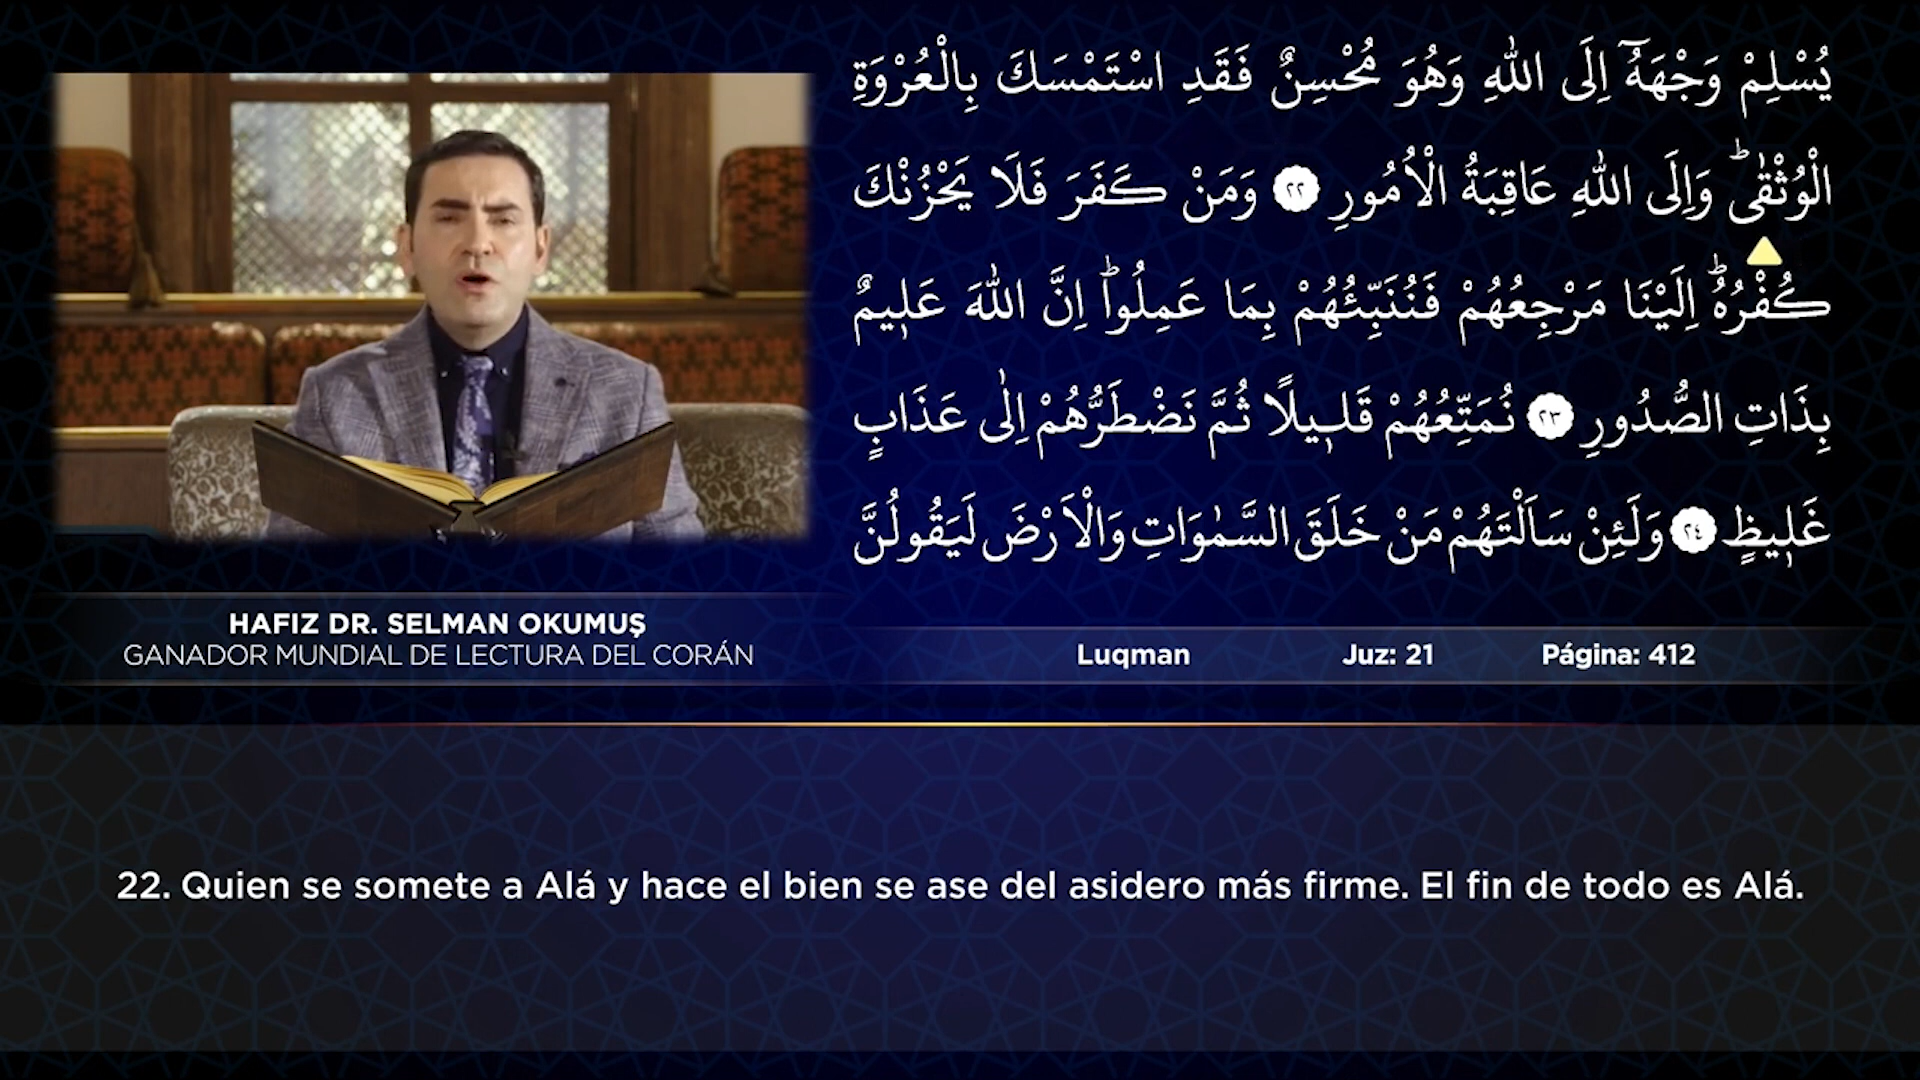 يُسْلِمْ وَجْهَهُٓ اِلَى اللّٰهِ وَهُوَ مُحْسِنٌ فَقَدِ اسْتَمْسَكَ بِالْعُرْوَةِ
الْوُثْقٰىۜ وَاِلَى اللّٰهِ عَاقِبَةُ الْاُمُورِ ٢٢ وَمَنْ كَفَرَ فَلَا يَحْزُنْكَ
كُفْرُهُۜ اِلَيْنَا مَرْجِعُهُمْ فَنُنَبِّئُهُمْ بِمَا عَمِلُواۜ اِنَّ اللّٰهَ عَل۪يمٌ
بِذَاتِ الصُّدُورِ ٢٣ نُمَتِّعُهُمْ قَل۪يلًا ثُمَّ نَضْطَرُّهُمْ اِلٰى عَذَابٍ
غَل۪يظٍ ٢٤ وَلَئِنْ سَاَلْتَهُمْ مَنْ خَلَقَ السَّمٰوَاتِ وَالْاَرْضَ لَيَقُولُنَّ
HAFIZ DR. SELMAN OKUMUŞ
GANADOR MUNDIAL DE LECTURA DEL CORÁN
Luqman Juz: 21 Página: 412
22. Quien se somete a Alá y hace el bien se ase del asidero más firme. El fin de todo es Alá.